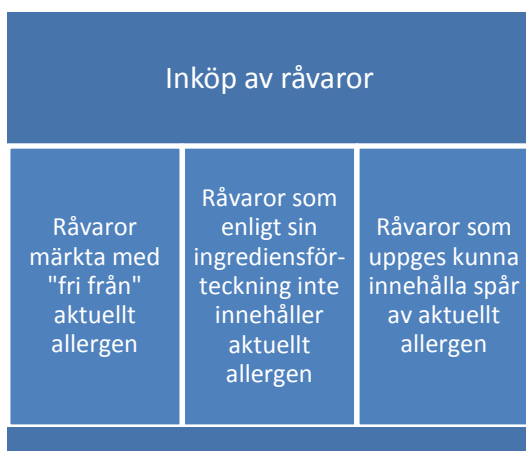 Inköp av råvaror
Råvaror
märkta med
"fri från"
aktuellt
allergen
Råvaror som
enligt sin
ingrediensför-
teckning inte
innehåller
aktuellt
allergen
Råvaror som
uppges kunna
innehålla spår
av aktuellt
allergen